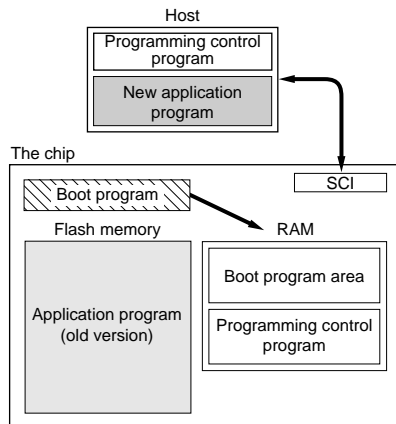 Host
Programming control
program
New application
program
The chip
SCI
Boot program
Flash memory
RAM
Application program
(old version)
Boot program area
Programming control
program